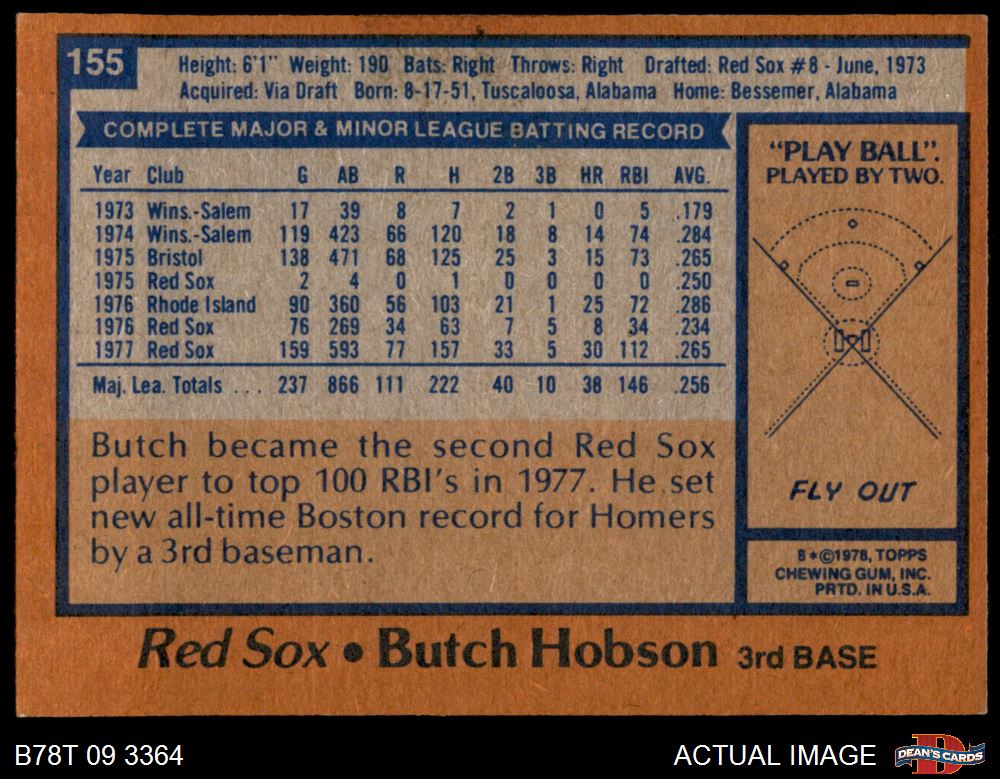 155
Height: 6'1" Weight: 190 Bats: Right Throws: Right Drafted: Red Sox #8 - June, 1973
Acquired: Via Draft Born: 8-17-51, Tuscaloosa, Alabama Home: Bessemer, Alabama
COMPLETE MAJOR & MINOR LEAGUE BATTING RECORD
Year Club G AB R H 2B 3B HR RBI AVG.
1973 Wins.-Salem 17 39 8 7 2 1 0 5 .179
1974 Wins.-Salem 119 423 66 120 18 8 14 74 .284
1975 Bristol 138 471 68 125 25 3 15 73 .265
1975 Red Sox 2 4 0 1 0 0 0 0 .250
1976 Rhode Island 90 360 56 103 21 1 25 72 .286
1976 Red Sox 76 269 34 63 7 5 8 34 .234
1977 Red Sox 159 593 77 157 33 5 30 112 .265
Maj. Lea. Totals ... 237 866 111 222 40 10 38 146 .256
Butch became the second Red Sox
player to top 100 RBI's in 1977. He set
new all-time Boston record for Homers
by a 3rd baseman.
"PLAY BALL".
PLAYED BY TWO.
FLY OUT
B*©1978, TOPPS
CHEWING GUM, INC.
PRTD. IN U.S.A.
Red Sox • Butch Hobson 3rd BASE
B78T 09 3364
ACTUAL IMAGE
D
DEAN'S CARDS